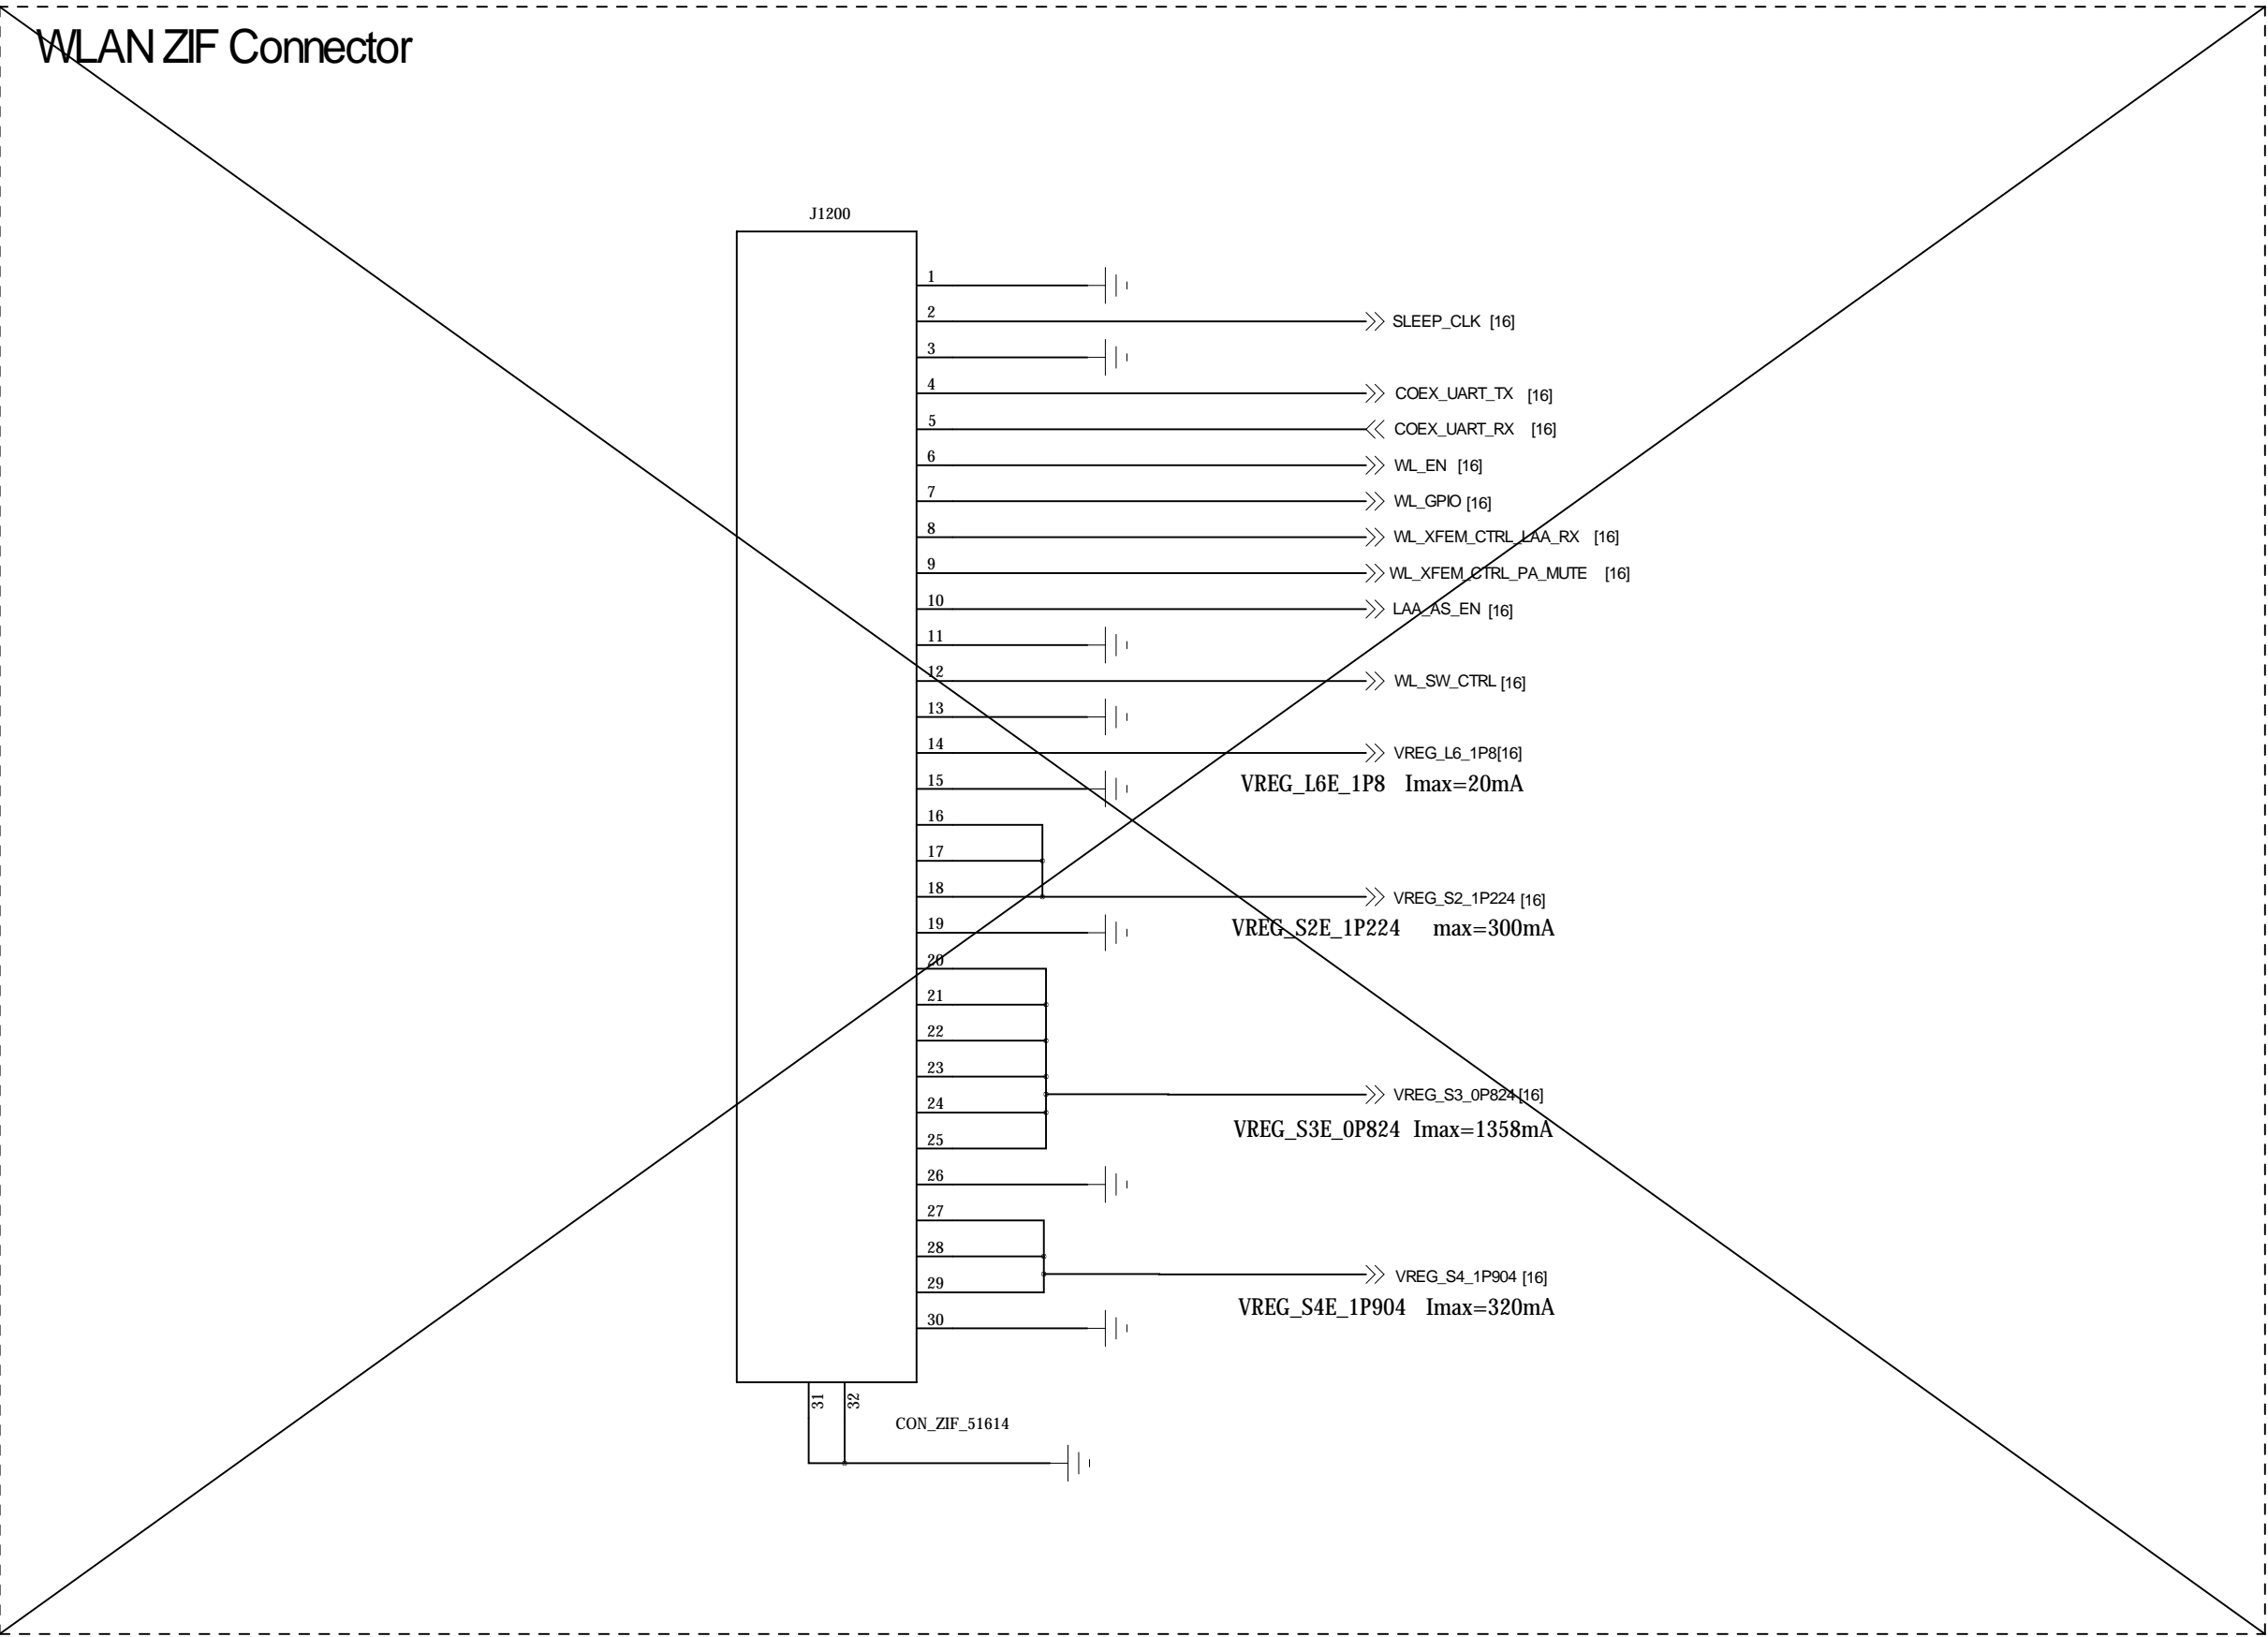 WLAN ZIF Connector
J1200
1
2 SLEEP_CLK [16]
3
4 COEX_UART_TX [16]
5 COEX_UART_RX [16]
6 WL_EN [16]
7 WL_GPIO [16]
8 WL_XFEM_CTRL_LAA_RX [16]
9 WL_XFEM_CTRL_PA_MUTE [16]
10 LAA_AS_EN [16]
11
12 WL_SW_CTRL [16]
13
14 VREG_L6_1P8[16]
15 VREG_L6E_1P8 Imax=20mA
16
17
18 VREG_S2_1P224 [16]
19 VREG_S2E_1P224 max=300mA
20
21
22
23
VREG_S3_0P824 [16]
24
VREG_S3E_0P824 Imax=1358mA
25
26
27
28
VREG_S4_1P904 [16]
29
VREG_S4E_1P904 Imax=320mA
30
31 32
CON_ZIF_51614